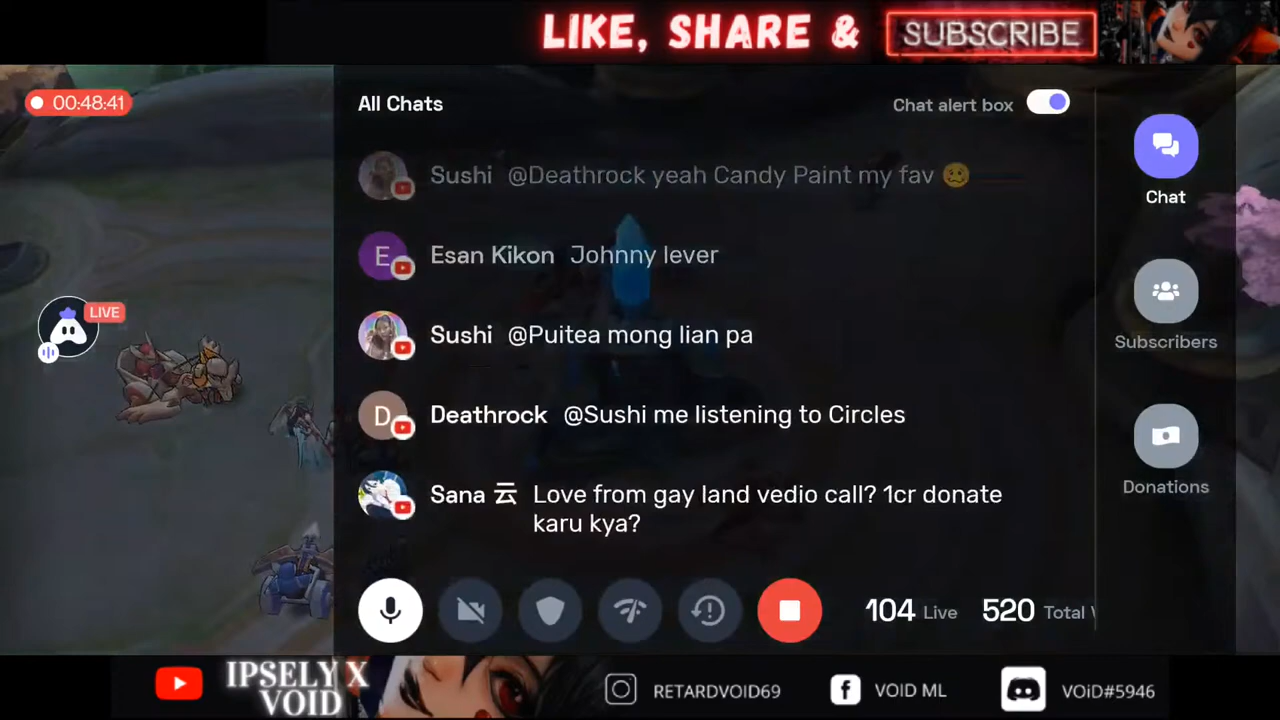 LIKE, SHARE & SUBSCRIBE
00:48:41
All Chats
Chat alert box
Sushi @Deathrock yeah Candy Paint my fav 🥴
Chat
E Esan Kikon Johnny lever
LIVE
Subscribers
Sushi @Puitea mong lian pa
D Deathrock @Sushi me listening to Circles
Donations
Sana 云 Love from gay land vedio call? 1cr donate
karu kya?
104 Live 520 Total
IPSELY X
VOID
RETARDVOID69
VOID ML
VOiD#5946